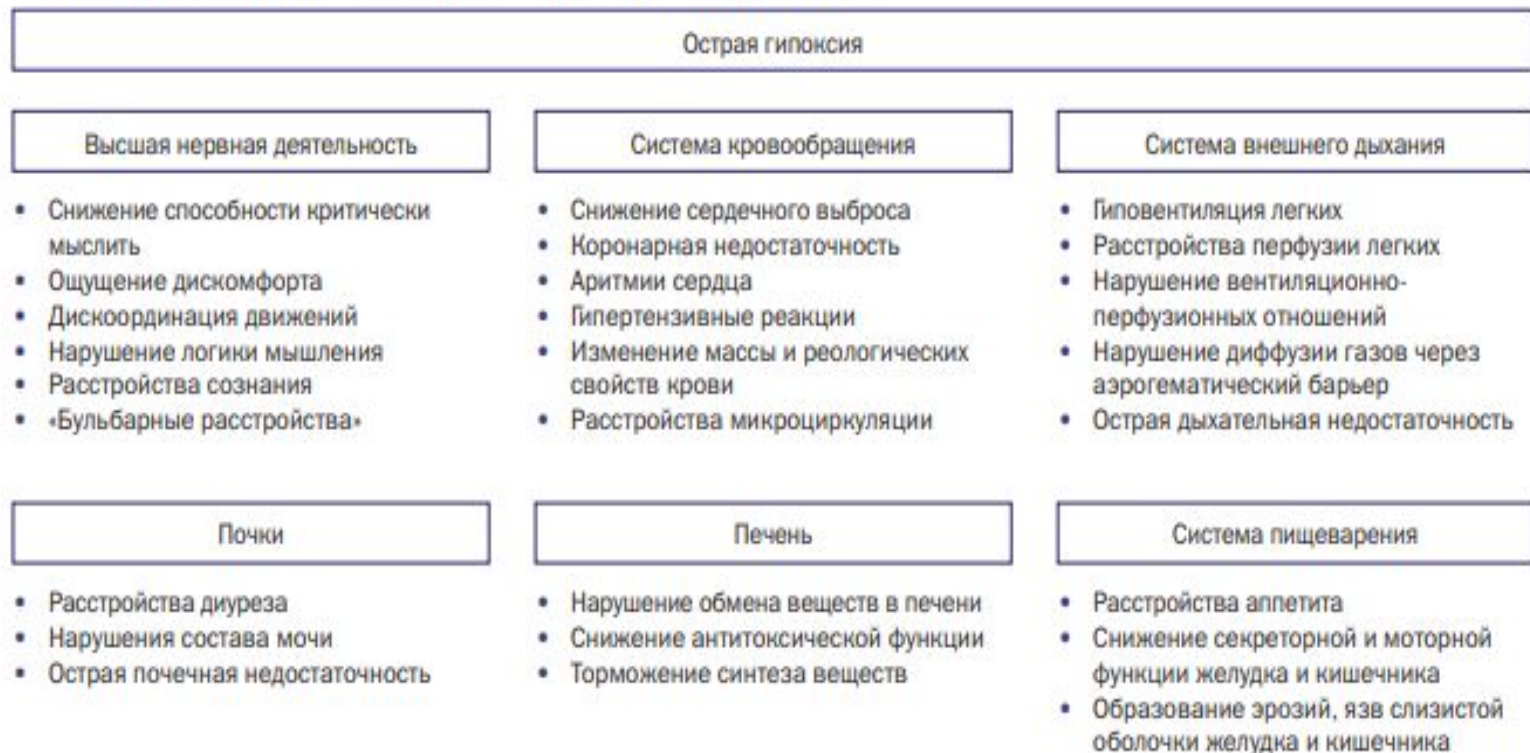 Острая гипоксия
Высшая нервная деятельность
• Снижение способности критически
мыслить
• Ощущение дискомфорта
• Дискоординация движений
• Нарушение логики мышления
• Расстройства сознания
• «Бульбарные расстройства»
Система кровообращения
• Снижение сердечного выброса
• Коронарная недостаточность
• Аритмии сердца
• Гипертензивные реакции
• Изменение массы и реологических
свойств крови
• Расстройства микроциркуляции
Система внешнего дыхания
• Гиповентиляция легких
• Расстройства перфузии легких
• Нарушение вентиляционно-
перфузионных отношений
• Нарушение диффузии газов через
аэрогематический барьер
• Острая дыхательная недостаточность
Почки
• Расстройства диуреза
• Нарушения состава мочи
• Острая почечная недостаточность
Печень
• Нарушение обмена веществ в печени
• Снижение антитоксической функции
• Торможение синтеза веществ
Система пищеварения
• Расстройства аппетита
• Снижение секреторной и моторной
функции желудка и кишечника
• Образование эрозий, язв слизистой
оболочки желудка и кишечника